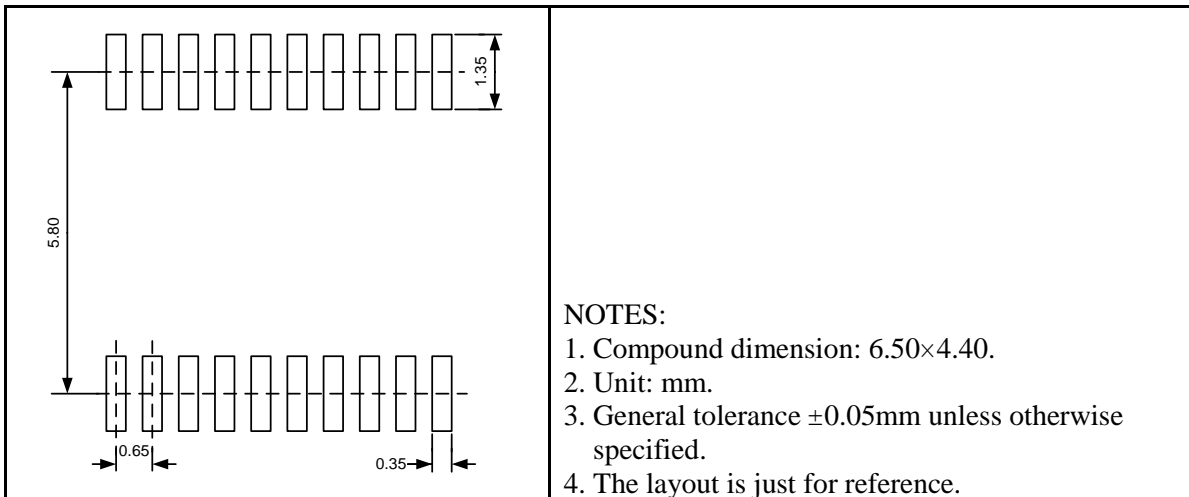 1.35
5.80
0.65
0.35
NOTES:
1. Compound dimension: 6.50×4.40.
2. Unit: mm.
3. General tolerance ±0.05mm unless otherwise
specified.
4. The layout is just for reference.